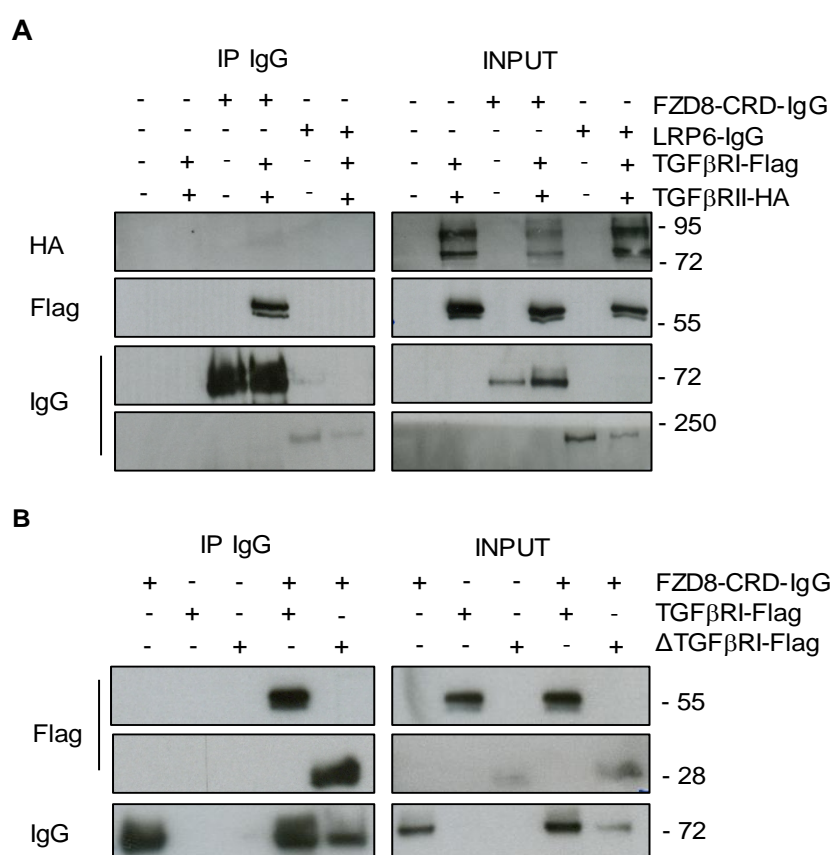 A
IP IgG INPUT
- - + + - - - - + + - - FZD8-CRD-IgG
- - - - + + - - - - + + LRP6-IgG
- + - + - + - + - + - + TGFβRI-Flag
- + - + - + - + - + - + TGFβRII-HA
HA - 95
- 72
Flag - 55
IgG - 72
- 250
B
IP IgG INPUT
+ - - + + + - - + + FZD8-CRD-IgG
- + - + - - + - + - TGFβRI-Flag
- - + - + - - + - + ΔTGFβRI-Flag
Flag - 55
- 28
IgG - 72